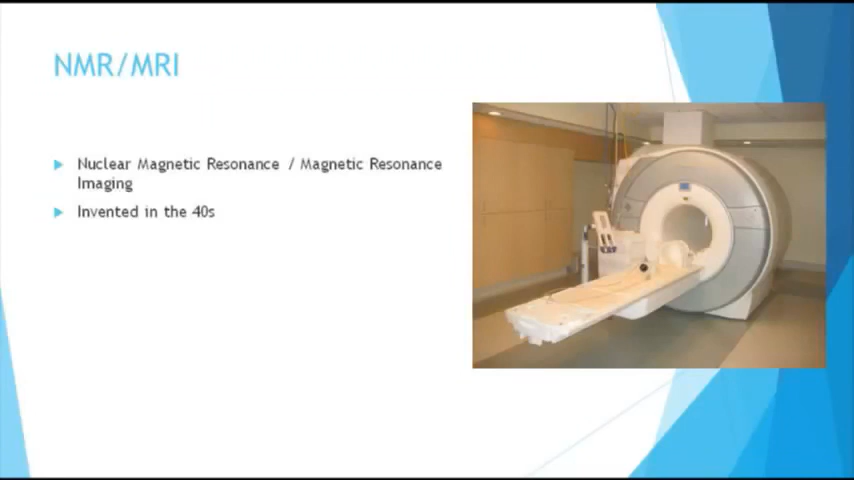 NMR/MRI
Nuclear Magnetic Resonance / Magnetic Resonance
Imaging
Invented in the 40s